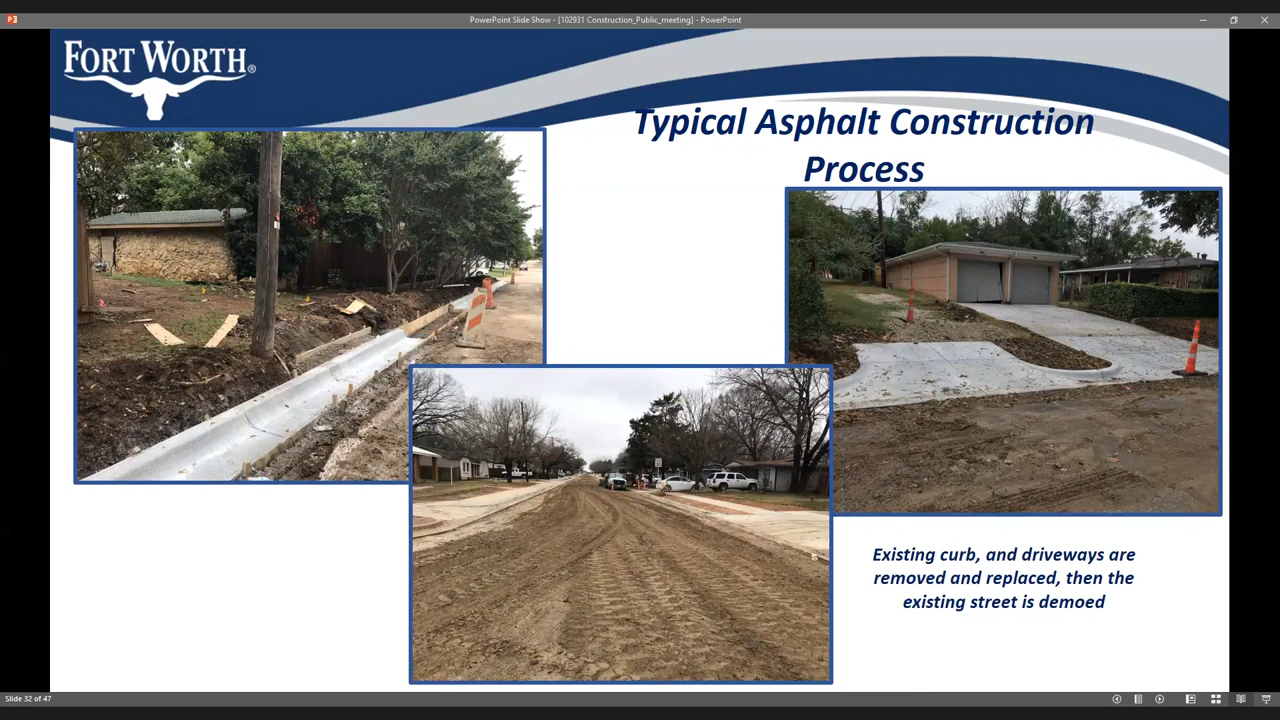 PowerPoint Slide Show - [102931 Construction_Public_meeting] - PowerPoint
FORT WORTH®
Typical Asphalt Construction
Process
Existing curb, and driveways are
removed and replaced, then the
existing street is demoed
Slide 32 of 47